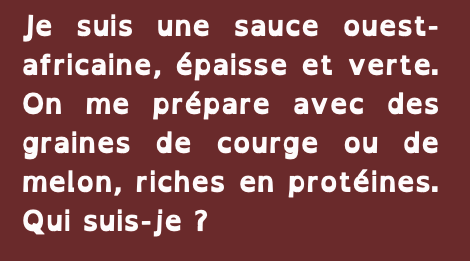 Je suis une sauce ouest-
africaine, épaisse et verte.
On me prépare avec des
graines de courge ou de
melon, riches en protéines.
Qui suis-je ?